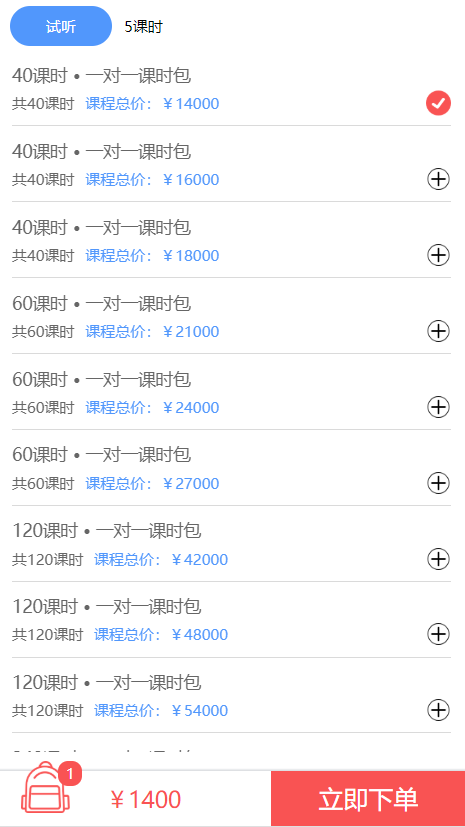 试听 5课时
40课时 • 一对一课时包
共40课时 课程总价：￥14000
40课时 • 一对一课时包
共40课时 课程总价：￥16000
40课时 • 一对一课时包
共40课时 课程总价：￥18000
60课时 • 一对一课时包
共60课时 课程总价：￥21000
60课时 • 一对一课时包
共60课时 课程总价：￥24000
60课时 • 一对一课时包
共60课时 课程总价：￥27000
120课时 • 一对一课时包
共120课时 课程总价：￥42000
120课时 • 一对一课时包
共120课时 课程总价：￥48000
120课时 • 一对一课时包
共120课时 课程总价：￥54000
1 ￥1400 立即下单